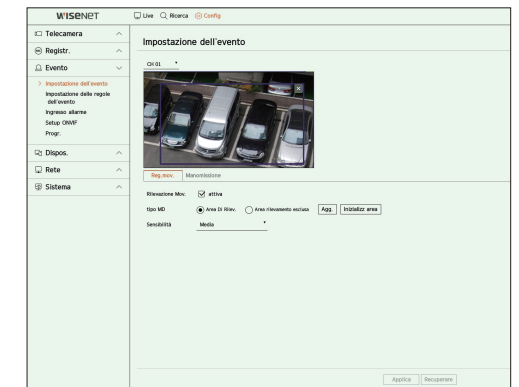 WISENET
Live Ricerca Config
Telecamera
Registr.
Evento
> Impostazione dell'evento
Impostazione delle regole
dell'evento
Ingresso allarme
Setup ONVIF
Progr.
Dispos.
Rete
Sistema
Impostazione dell'evento
CH 01
Reg.mov. Manomissione
Rilevazione Mov. attiva
tipo MD Area Di Rilev. Area rilevamento esclusa Agg. Inizializz area
Sensibilità Media
Applica Recuperare